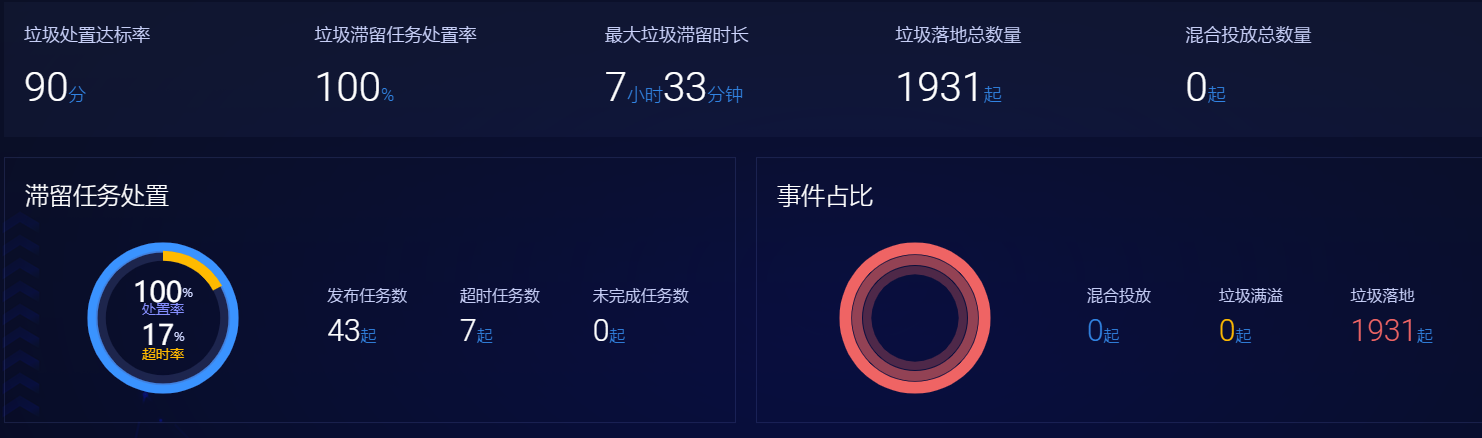 垃圾处置达标率
垃圾滞留任务处置率
最大垃圾滞留时长
垃圾落地总数量
混合投放总数量
90分
100%
7小时33分钟
1931起
0起
滞留任务处置
100%
处置率
17%
超时率
发布任务数
超时任务数
未完成任务数
43起
7起
0起
事件占比
混合投放
垃圾满溢
垃圾落地
0起
0起
1931起